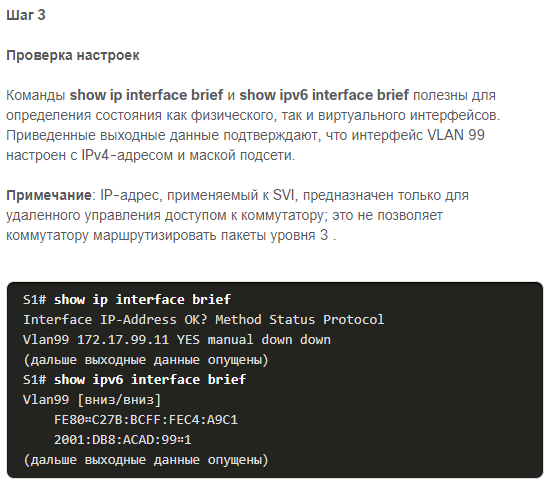 Шаг 3
Проверка настроек
Команды show ip interface brief и show ipv6 interface brief полезны для
определения состояния как физического, так и виртуального интерфейсов.
Приведенные выходные данные подтверждают, что интерфейс VLAN 99
настроен с IPv4-адресом и маской подсети.
Примечание: IP-адрес, применяемый к SVI, предназначен только для
удаленного управления доступом к коммутатору; это не позволяет
коммутатору маршрутизировать пакеты уровня 3 .
S1# show ip interface brief
Interface IP-Address OK? Method Status Protocol
Vlan99 172.17.99.11 YES manual down down
(дальше выходные данные опущены)
S1# show ipv6 interface brief
Vlan99 [вниз/вниз]
FE80::C27B:BCFF:FEC4:A9C1
2001:DB8:ACAD:99::1
(дальше выходные данные опущены)